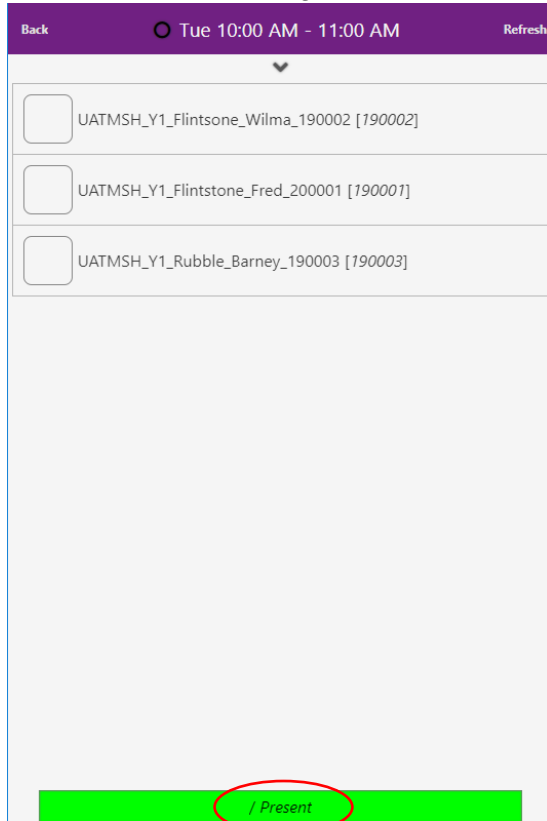 Back Tue 10:00 AM - 11:00 AM Refresh
UATMSH_Y1_Flintsone_Wilma_190002 [190002]
UATMSH_Y1_Flintstone_Fred_200001 [190001]
UATMSH_Y1_Rubble_Barney_190003 [190003]
/ Present